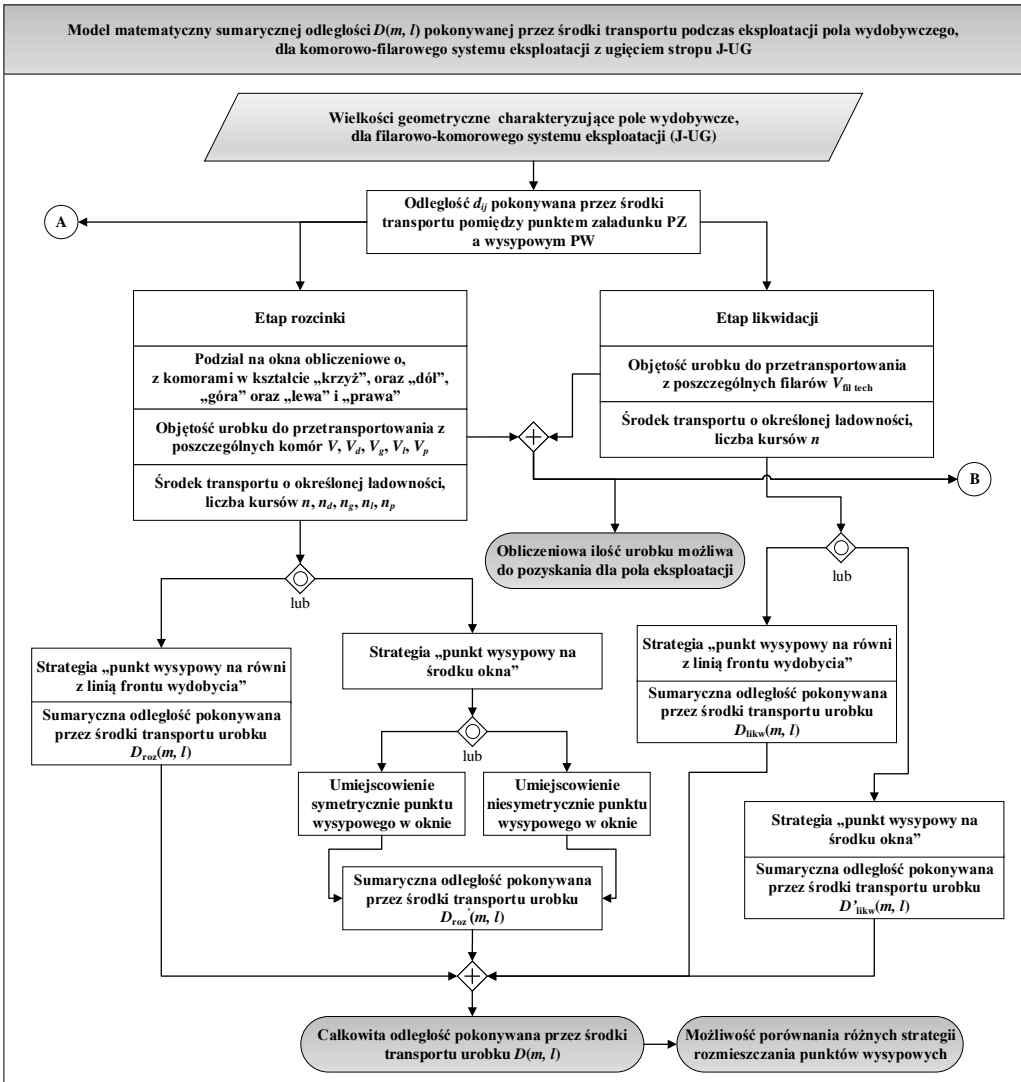 Model matematyczny sumarycznej odległości D(m, l) pokonywanej przez środki transportu podczas eksploatacji pola wydobywczego,
dla komorowo-filarowego systemu eksploatacji z ugięciem stropu J-UG
Wielkości geometryczne charakteryzujące pole wydobywcze,
dla filarowo-komorowego systemu eksploatacji (J-UG)
A
Odległość dij pokonywana przez środki
transportu pomiędzy punktem załadunku PZ
a wysypowym PW
Etap rozcinki
Podział na okna obliczeniowe o,
z komorami w kształcie „krzyż”, oraz „dół”,
„góra” oraz „lewa” i „prawa”
Objętość urobku do przetransportowania z
poszczególnych komór V, Vd, Vg, Vl, Vp
Środek transportu o określonej ładowności,
liczba kursów n, nd, ng, nl, np
Etap likwidacji
Objętość urobku do przetransportowania
z poszczególnych filarów Vfil tech
Środek transportu o określonej ładowności,
liczba kursów n
B
Obliczeniowa ilość urobku możliwa
do pozyskania dla pola eksploatacji
lub
lub
Strategia „punkt wysypowy na równi
z linią frontu wydobycia”
Sumaryczna odległość pokonywana
przez środki transportu urobku
Droz(m, l)
Strategia „punkt wysypowy na
środku okna”
lub
Umiejscowienie
symetrycznie punktu
wysypowego w oknie
Umiejscowienie
niesymetrycznie punktu
wysypowego w oknie
Sumaryczna odległość pokonywana
przez środki transportu urobku
Droz'(m, l)
Strategia „punkt wysypowy na równi
z linią frontu wydobycia”
Sumaryczna odległość pokonywana
przez środki transportu urobku
Dlikw(m, l)
Strategia „punkt wysypowy na
środku okna”
Sumaryczna odległość pokonywana
przez środki transportu urobku
D’likw(m, l)
Całkowita odległość pokonywana przez środki
transportu urobku D(m, l)
Możliwość porównania różnych strategii
rozmieszczania punktów wysypowych